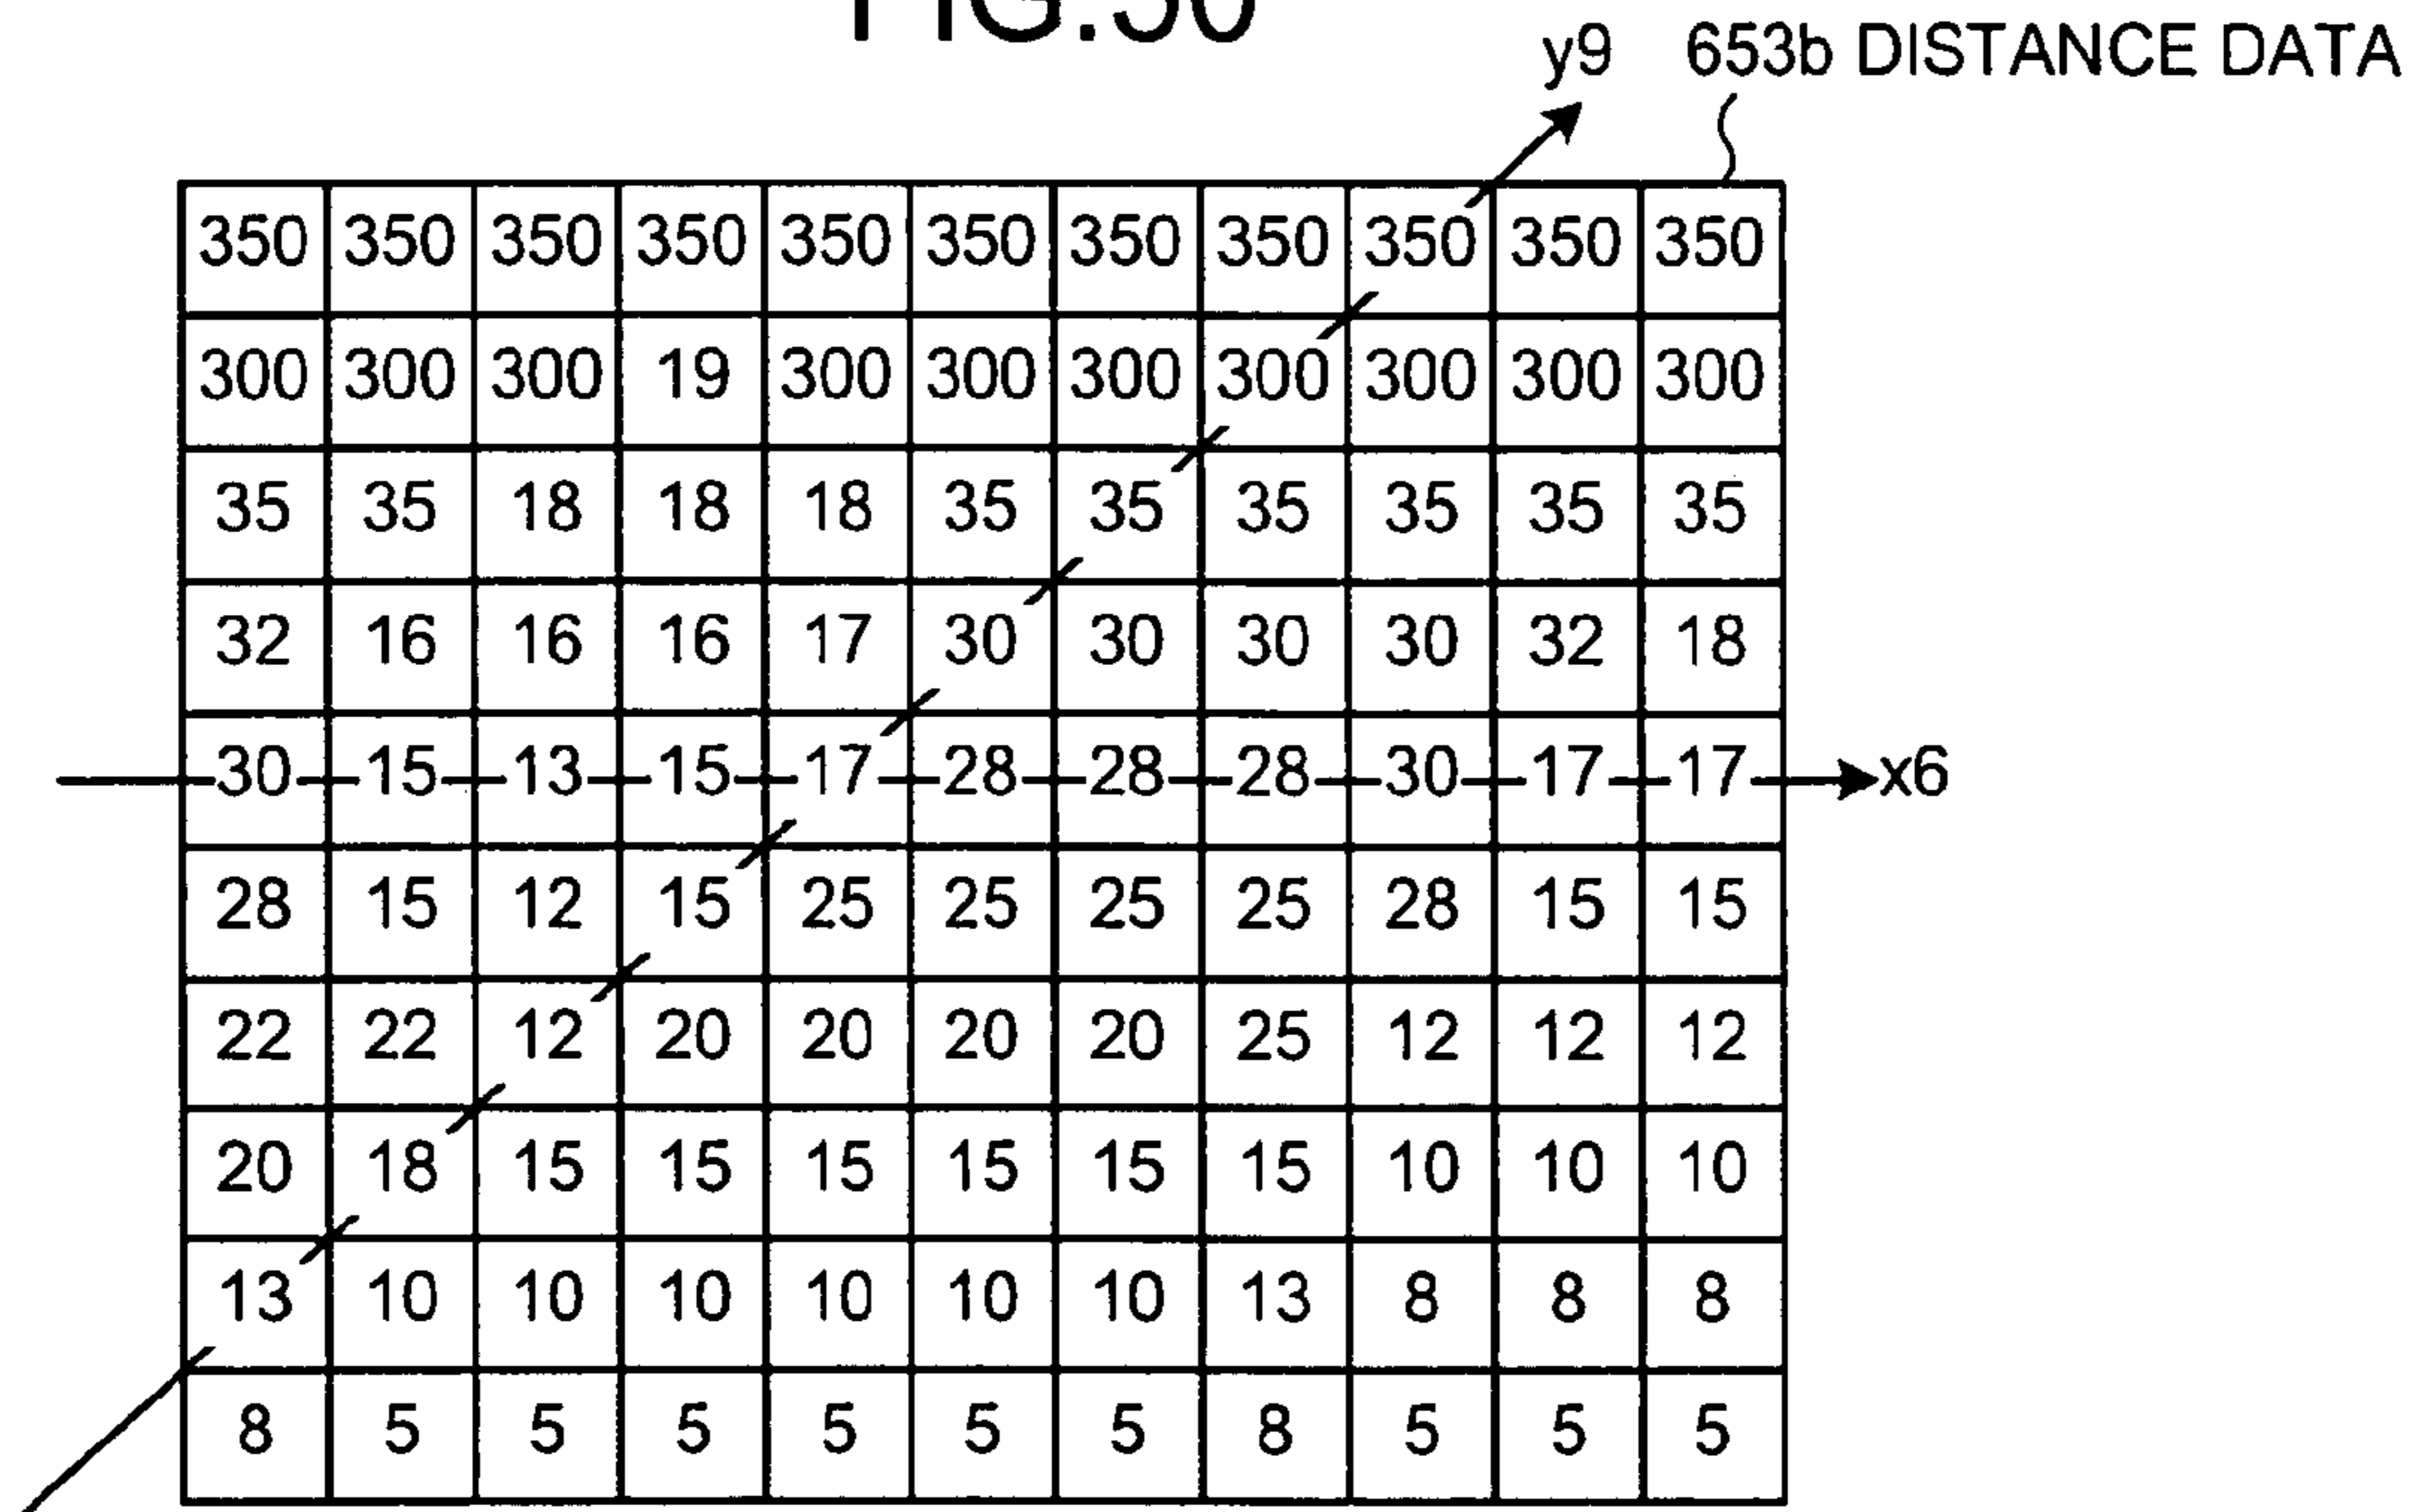 FIG.50
y9 653b DISTANCE DATA
350 350 350 350 350 350 350 350 350 350 350
300 300 300 19 300 300 300 300 300 300 300
35 35 18 18 18 35 35 35 35 35 35
32 16 16 16 17 30 30 30 30 32 18
30 15 13 15 17 28 28 28 30 17 17 x6
28 15 12 15 25 25 25 25 28 15 15
22 22 12 20 20 20 20 25 12 12 12
20 18 15 15 15 15 15 15 10 10 10
13 10 10 10 10 10 10 13 8 8 8
8 5 5 5 5 5 5 8 5 5 5